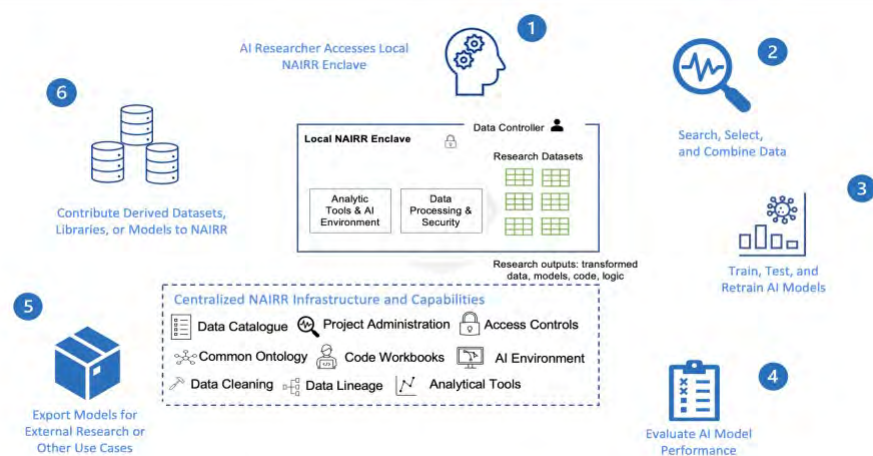 1
AI Researcher Accesses Local
NAIRR Enclave
2
Search, Select,
and Combine Data
3
Train, Test, and
Retrain AI Models
4
Evaluate AI Model
Performance
5
Export Models for
External Research or
Other Use Cases
6
Contribute Derived Datasets,
Libraries, or Models to NAIRR
Data Controller
Local NAIRR Enclave
Research Datasets
Analytic
Tools & AI
Environment
Data
Processing &
Security
Research outputs: transformed
data, models, code, logic
Centralized NAIRR Infrastructure and Capabilities
Data Catalogue Project Administration Access Controls
Common Ontology Code Workbooks AI Environment
Data Cleaning Data Lineage Analytical Tools